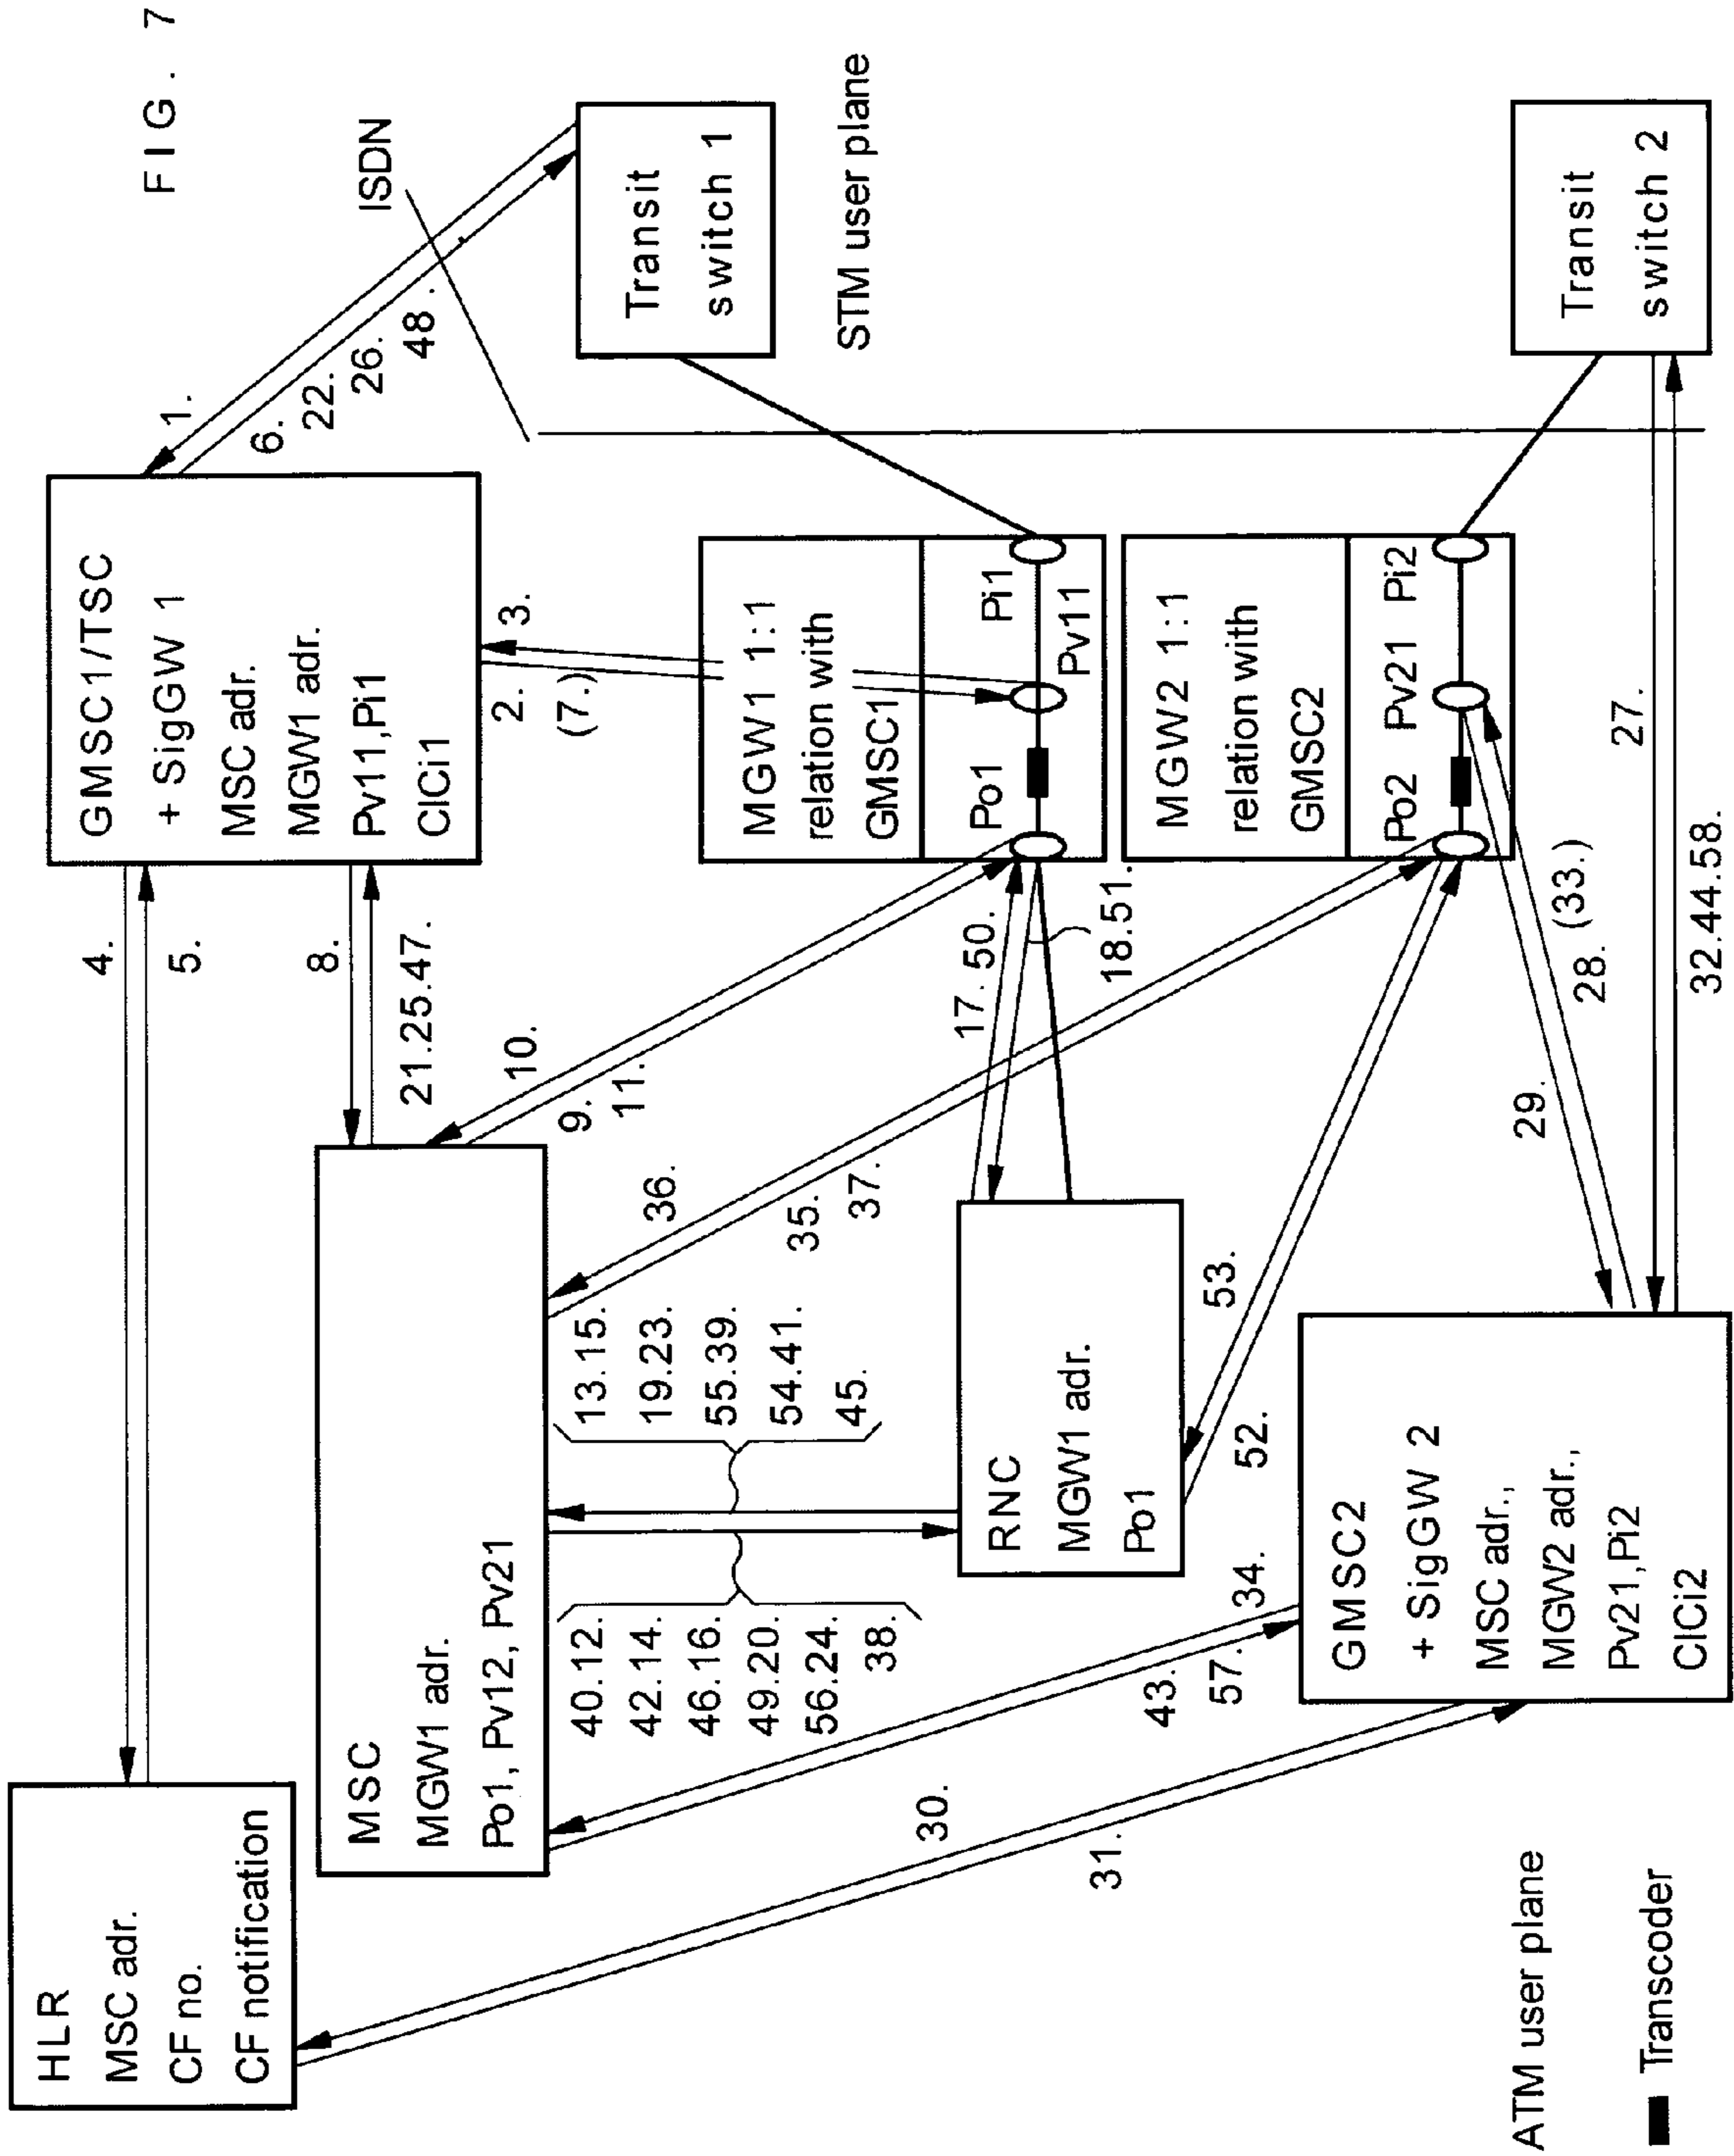 FIG. 7
HLR
MSC adr.
CF no.
CF notification
4.
5.
GMSC1/TSC
+ SigGW 1
MSC adr.
MGW1 adr.
Pv11,Pi1
CICi1
1.
6.
22.
26.
48.
ISDN
8.
21.25.47.
2.
(7.)
3.
MSC
MGW1 adr.
Po1, Pv12, Pv21
10.
9.
11.
36.
35.
37.
MGW1 1:1
relation with
GMSC1
Po1
Pi1
Pv11
Transit
switch 1
STM user plane
40.12.
42.14.
46.16.
49.20.
56.24.
38.
13.15.
19.23.
55.39.
54.41.
45.
17.
50.
18.51.
RNC
MGW1 adr.
Po1
MGW2 1:1
relation with
GMSC2
Po2
Pv21
Pi2
30.
31.
43.
57.
34.
52.
53.
29.
28.
(33.)
27.
32.44.58.
GMSC2
+ SigGW 2
MSC adr.,
MGW2 adr.,
Pv21,Pi2
CICi2
Transit
switch 2
ATM user plane
Transcoder